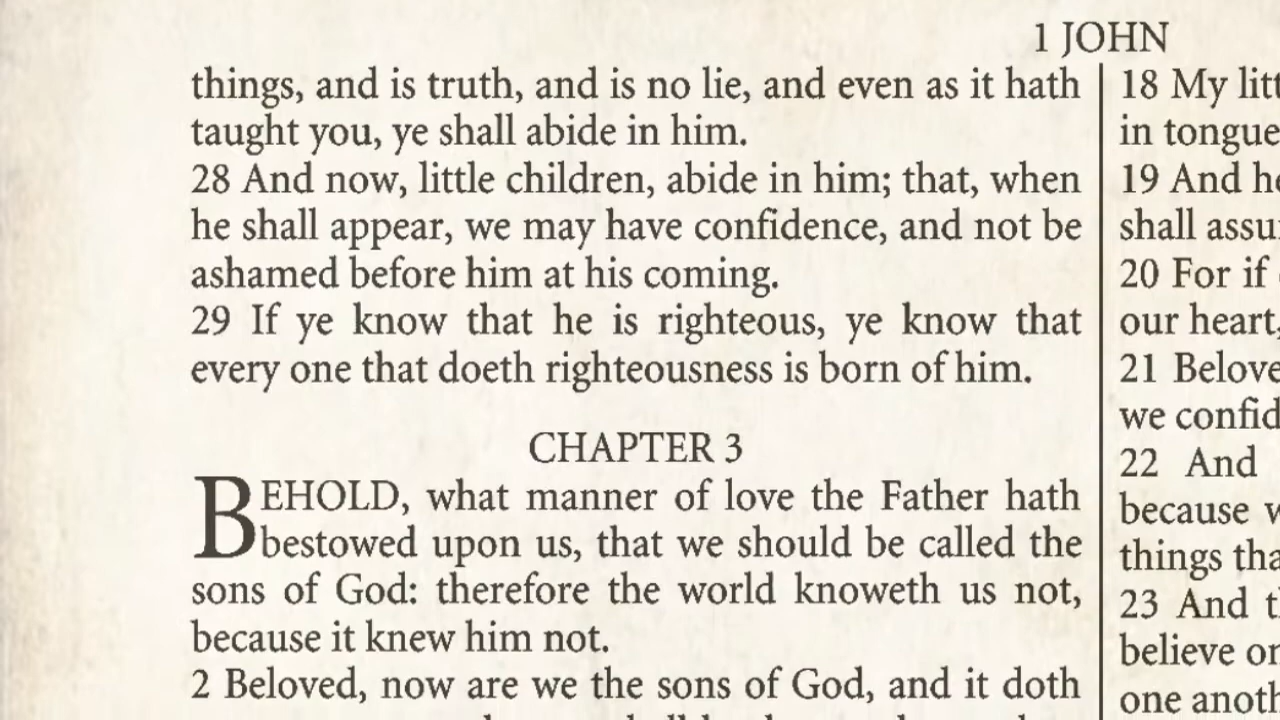 1 JOHN
things, and is truth, and is no lie, and even as it hath
taught you, ye shall abide in him.
28 And now, little children, abide in him; that, when
he shall appear, we may have confidence, and not be
ashamed before him at his coming.
29 If ye know that he is righteous, ye know that
every one that doeth righteousness is born of him.
CHAPTER 3
BEHOLD, what manner of love the Father hath
bestowed upon us, that we should be called the
sons of God: therefore the world knoweth us not,
because it knew him not.
2 Beloved, now are we the sons of God, and it doth
18 My
in
19 And
shall
20 For if
our heart,
21
we
22 And
because
things
23 And
believe
one